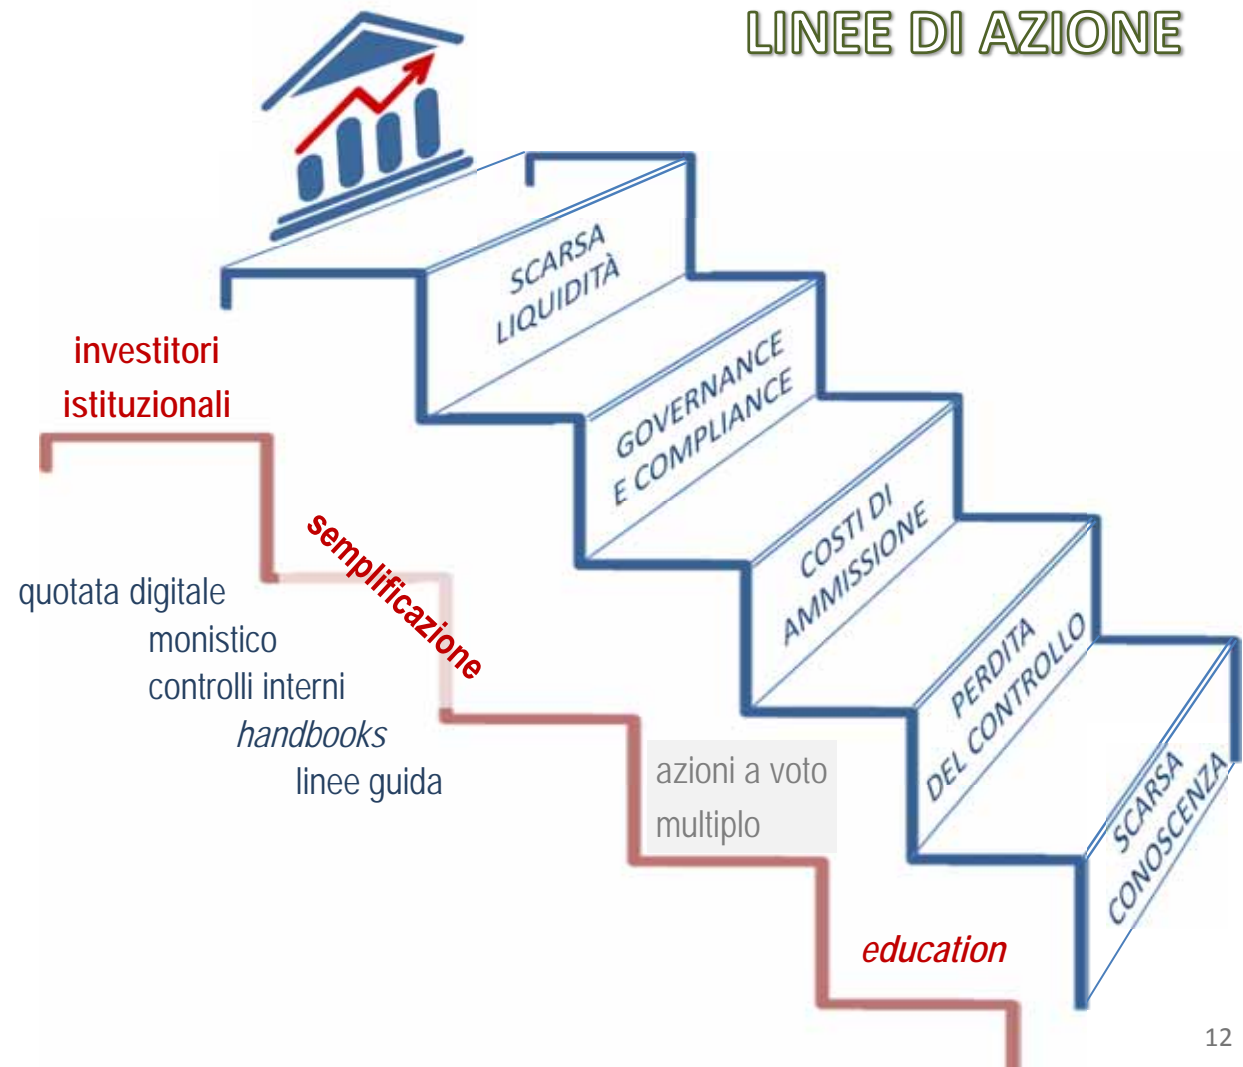 LINEE DI AZIONE
SCARSA
LIQUIDITÀ
GOVERNANCE
E COMPLIANCE
COSTI DI
AMMISSIONE
PERDITA
DEL CONTROLLO
SCARSA
CONOSCENZA
investitori
istituzionali
semplificazione
quotata digitale
monistico
controlli interni
handbooks
linee guida
azioni a voto
multiplo
education
12